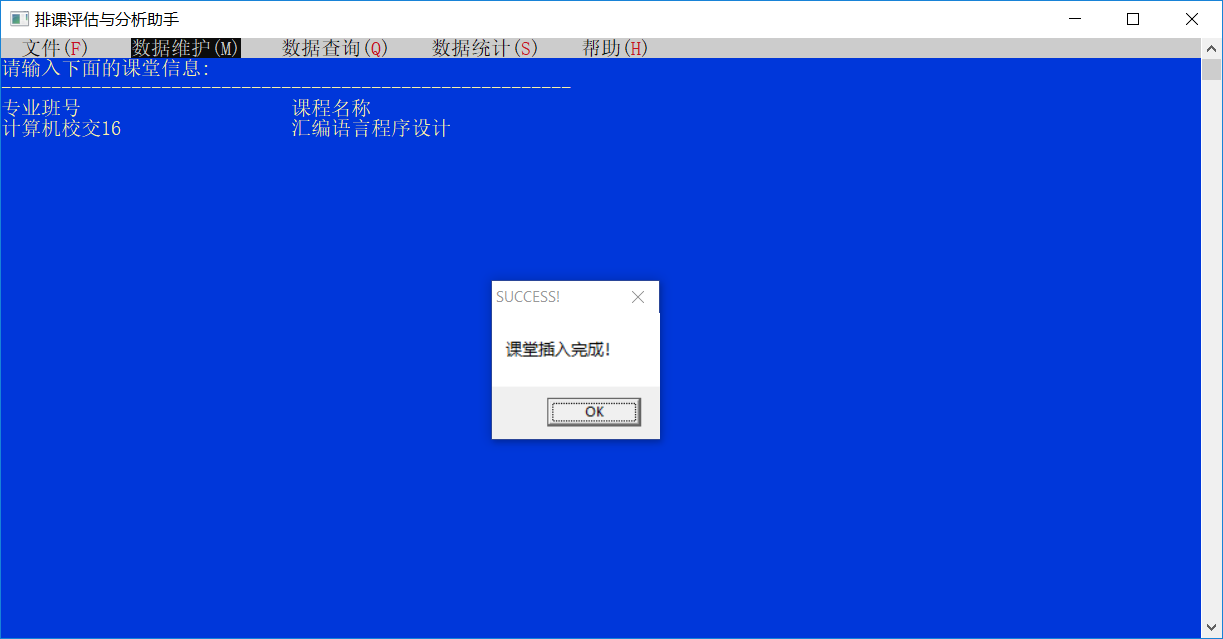 排课评估与分析助手
文件(F) 数据维护(M) 数据查询(Q) 数据统计(S) 帮助(H)
请输入下面的课堂信息:
---------------------------------------------------------
专业班号 课程名称
计算机校交16 汇编语言程序设计
SUCCESS!
课堂插入完成!
OK